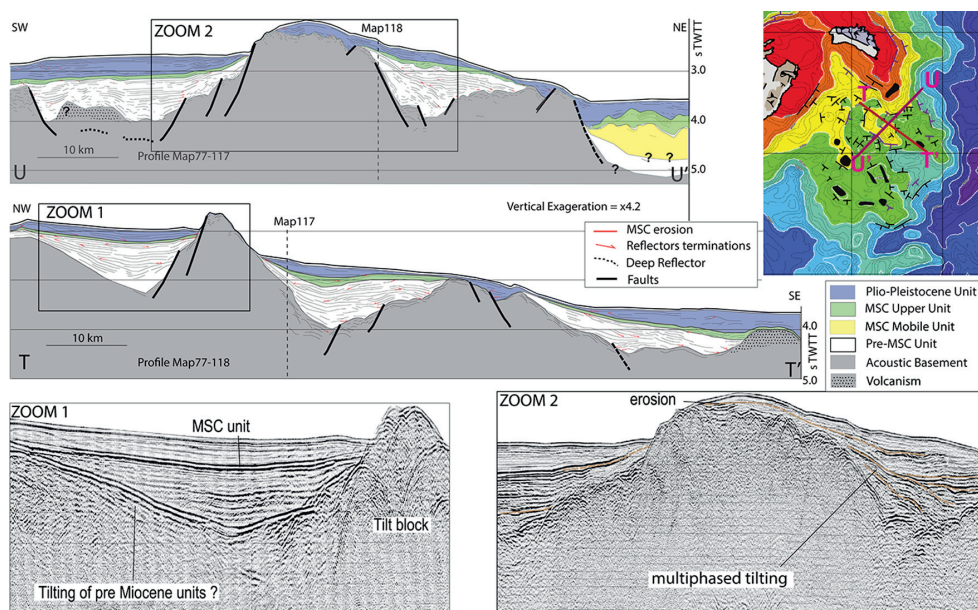 SW
ZOOM 2
Map118
NE
s TWTT
3.0
?
4.0
10 km
Profile Map77-117
U
? ?
?
U'
5.0
Vertical Exageration = x4.2
NW
ZOOM 1
Map117
MSC erosion
Reflectors terminations
Deep Reflector
Faults
SE
4.0
s TWTT
10 km
Profile Map77-118
T
T'
5.0
T
U
U'
T'
Plio-Pleistocene Unit
MSC Upper Unit
MSC Mobile Unit
Pre-MSC Unit
Acoustic Basement
Volcanism
ZOOM 1
MSC unit
Tilt block
Tilting of pre Miocene units ?
ZOOM 2
erosion
multiphased tilting